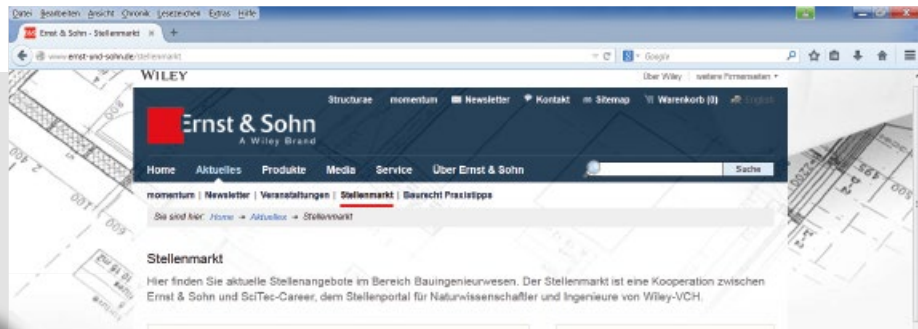 Datei Bearbeiten Ansicht Chronik Lesezeichen Extras Hilfe
Ernst & Sohn - Stellenmarkt
www.ernst-und-sohn.de/stellenmarkt
Google
WILEY
Über Wiley weitere Firmenseiten
Structurae momentum Newsletter Kontakt Sitemap Warenkorb (0) English
Ernst & Sohn
A Wiley Brand
Home Aktuelles Produkte Media Service Über Ernst & Sohn Suche
momentum | Newsletter | Veranstaltungen | Stellenmarkt | Baurecht Praxistipps
Sie sind hier: Home → Aktuelles → Stellenmarkt
Stellenmarkt
Hier finden Sie aktuelle Stellenangebote im Bereich Bauingenieurwesen. Der Stellenmarkt ist eine Kooperation zwischen
Ernst & Sohn und SciTec-Career, dem Stellenportal für Naturwissenschaftler und Ingenieure von Wiley-VCH.